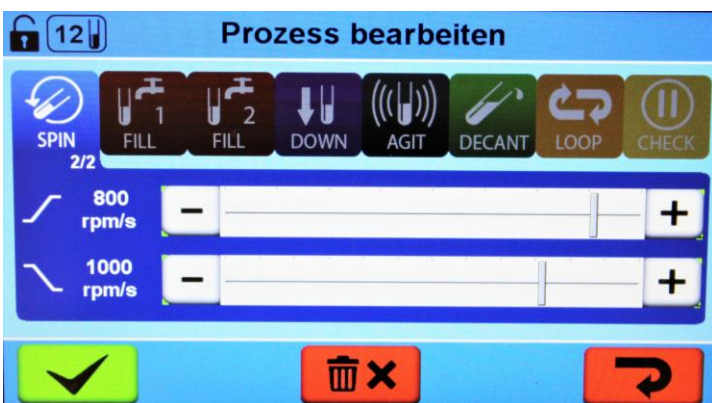 12
Prozess bearbeiten
SPIN
2/2
1
FILL
2
FILL
DOWN
AGIT
DECANT
LOOP
CHECK
800
rpm/s
1000
rpm/s